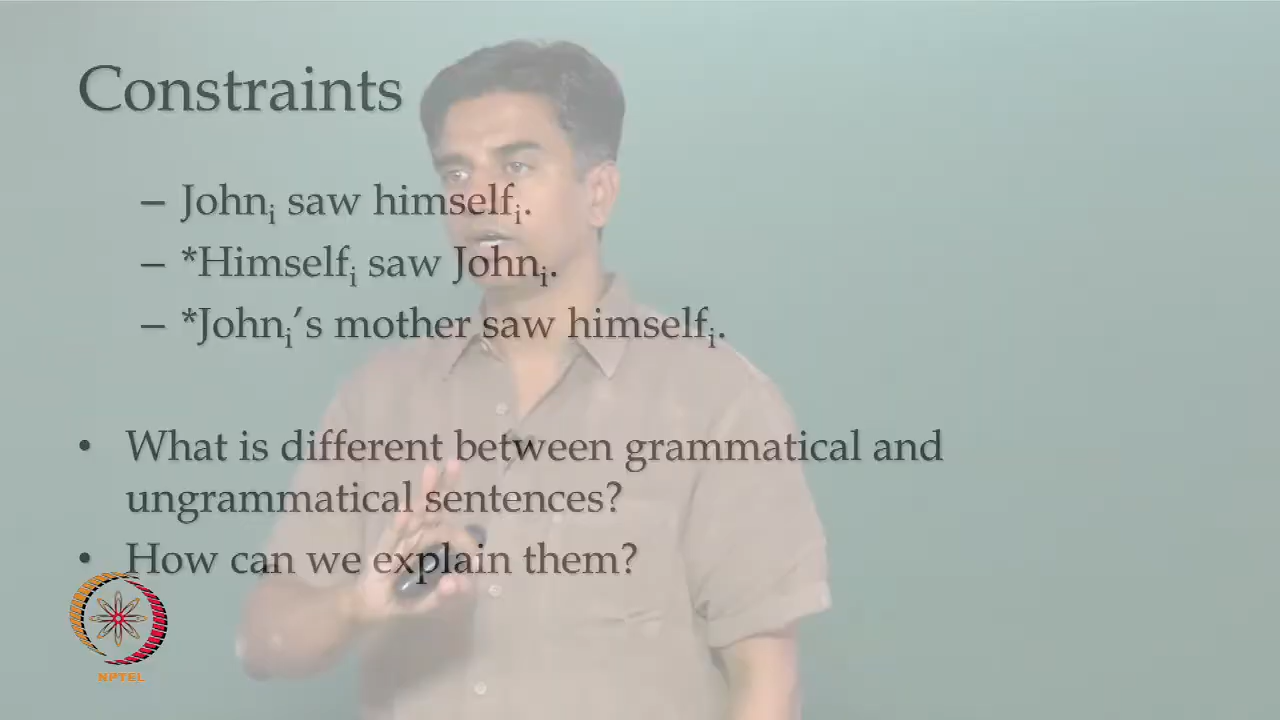 Constraints
– Johnᵢ saw himselfᵢ.
– *Himselfᵢ saw Johnᵢ.
– *Johnᵢ’s mother saw himselfᵢ.
• What is different between grammatical and
ungrammatical sentences?
• How can we explain them?
NPTEL